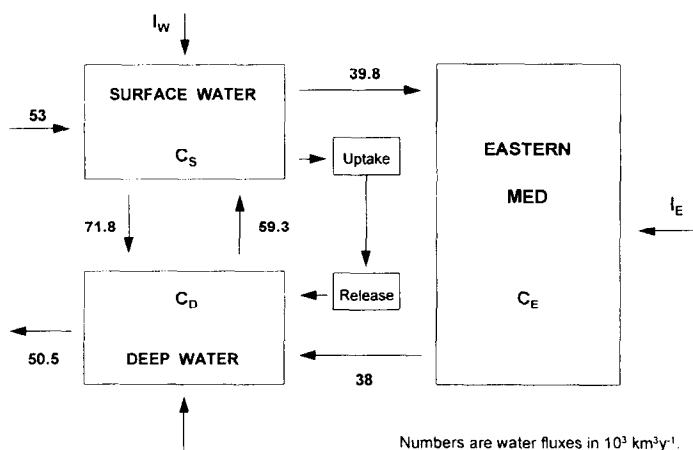 I_W
39.8
SURFACE WATER
53
C_S
Uptake
EASTERN
MED
I_E
71.8
59.3
C_D
Release
C_E
50.5
DEEP WATER
38
Numbers are water fluxes in 10³ km³y⁻¹.